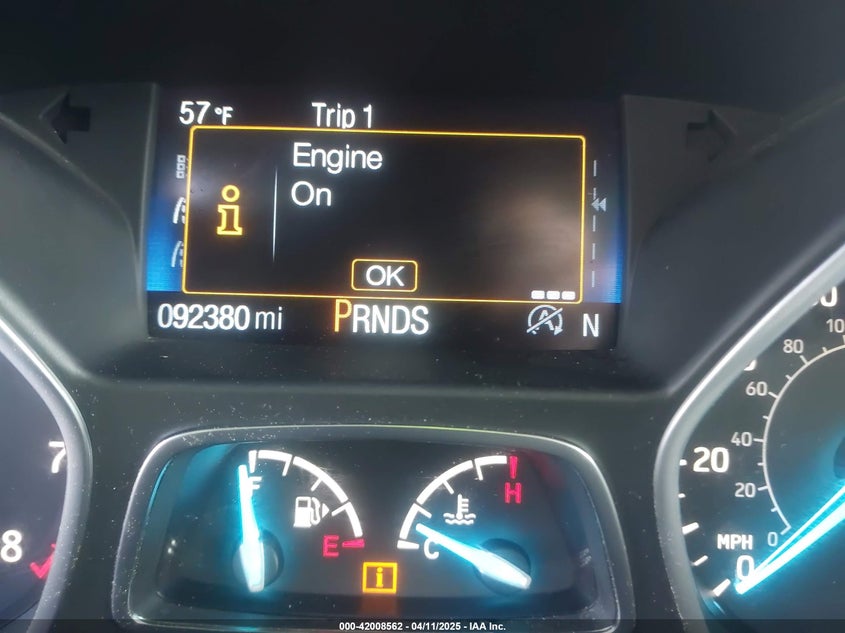 57°F Trip 1
Engine
On
OK
092380 mi PRNDS N
F
E
C
H
7
8
20
MPH
0
0
20
40
60
80
000-42008562 - 04/11/2025 - IAA Inc.